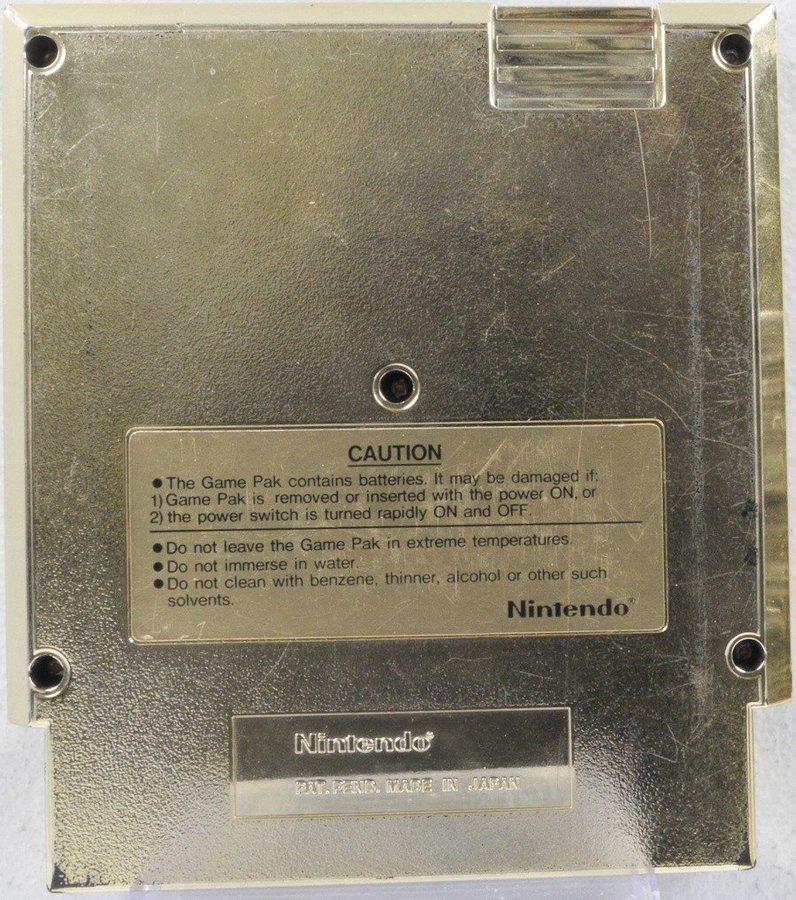 CAUTION
● The Game Pak contains batteries. It may be damaged if:
1) Game Pak is removed or inserted with the power ON, or
2) the power switch is turned rapidly ON and OFF.
● Do not leave the Game Pak in extreme temperatures.
● Do not immerse in water.
● Do not clean with benzene, thinner, alcohol or other such
solvents.
Nintendo®
Nintendo®
PAT. PEND. MADE IN JAPAN